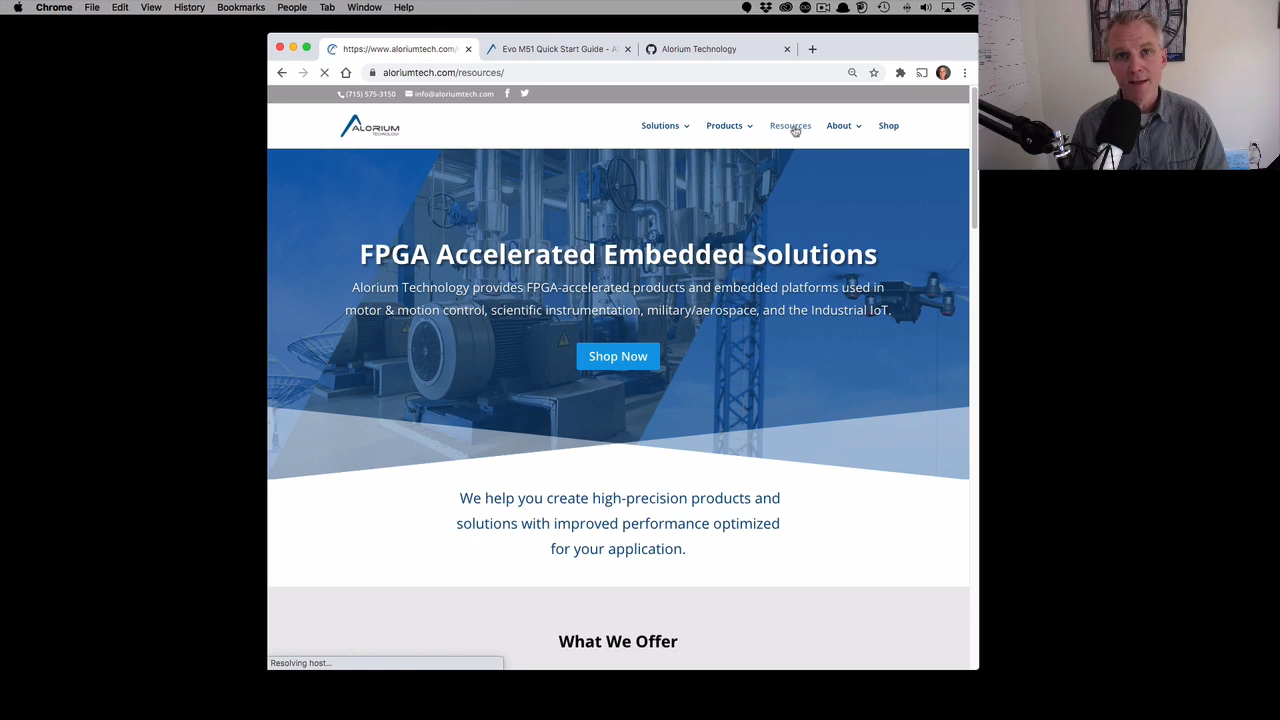 Chrome File Edit View History Bookmarks People Tab Window Help
https://www.aloriumtech.com/
Evo M51 Quick Start Guide - A
Alorium Technology
aloriumtech.com/resources/
(715) 575-3150 info@aloriumtech.com
ALORIUM
TECHNOLOGY
Solutions Products Resources About Shop
FPGA Accelerated Embedded Solutions
Alorium Technology provides FPGA-accelerated products and embedded platforms used in
motor & motion control, scientific instrumentation, military/aerospace, and the Industrial IoT.
Shop Now
We help you create high-precision products and
solutions with improved performance optimized
for your application.
What We Offer
Resolving host...